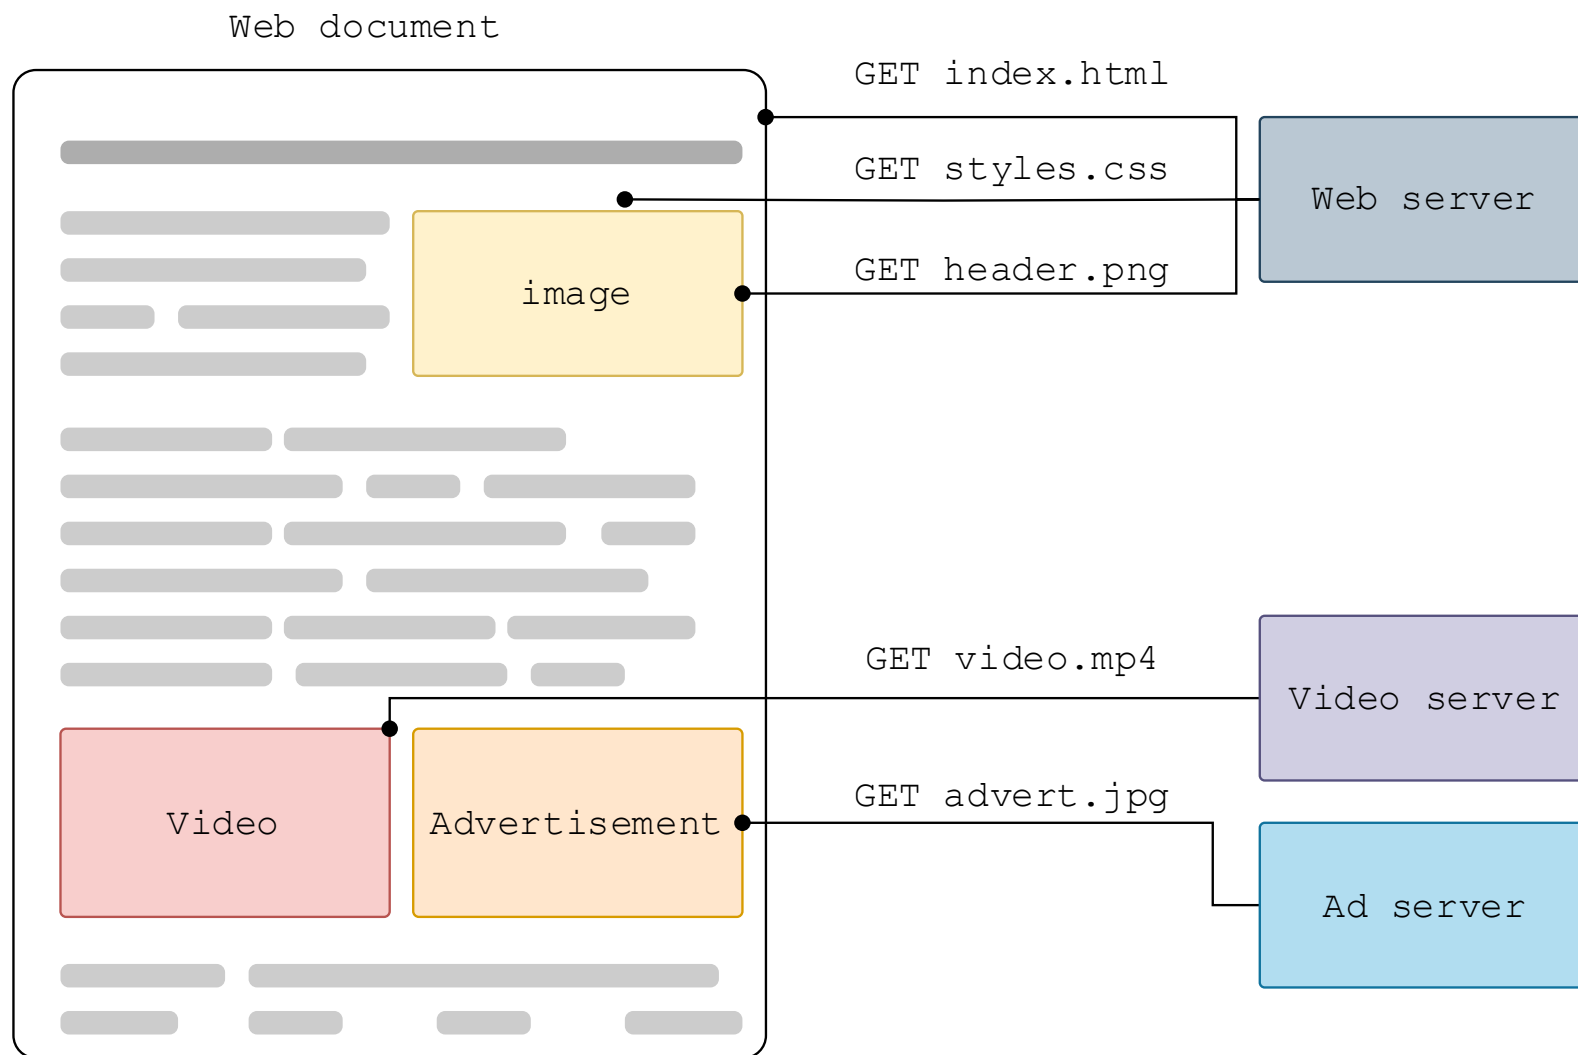 Web document
GET index.html
GET styles.css
Web server
GET header.png
image
GET video.mp4
Video server
GET advert.jpg
Video
Advertisement
Ad server